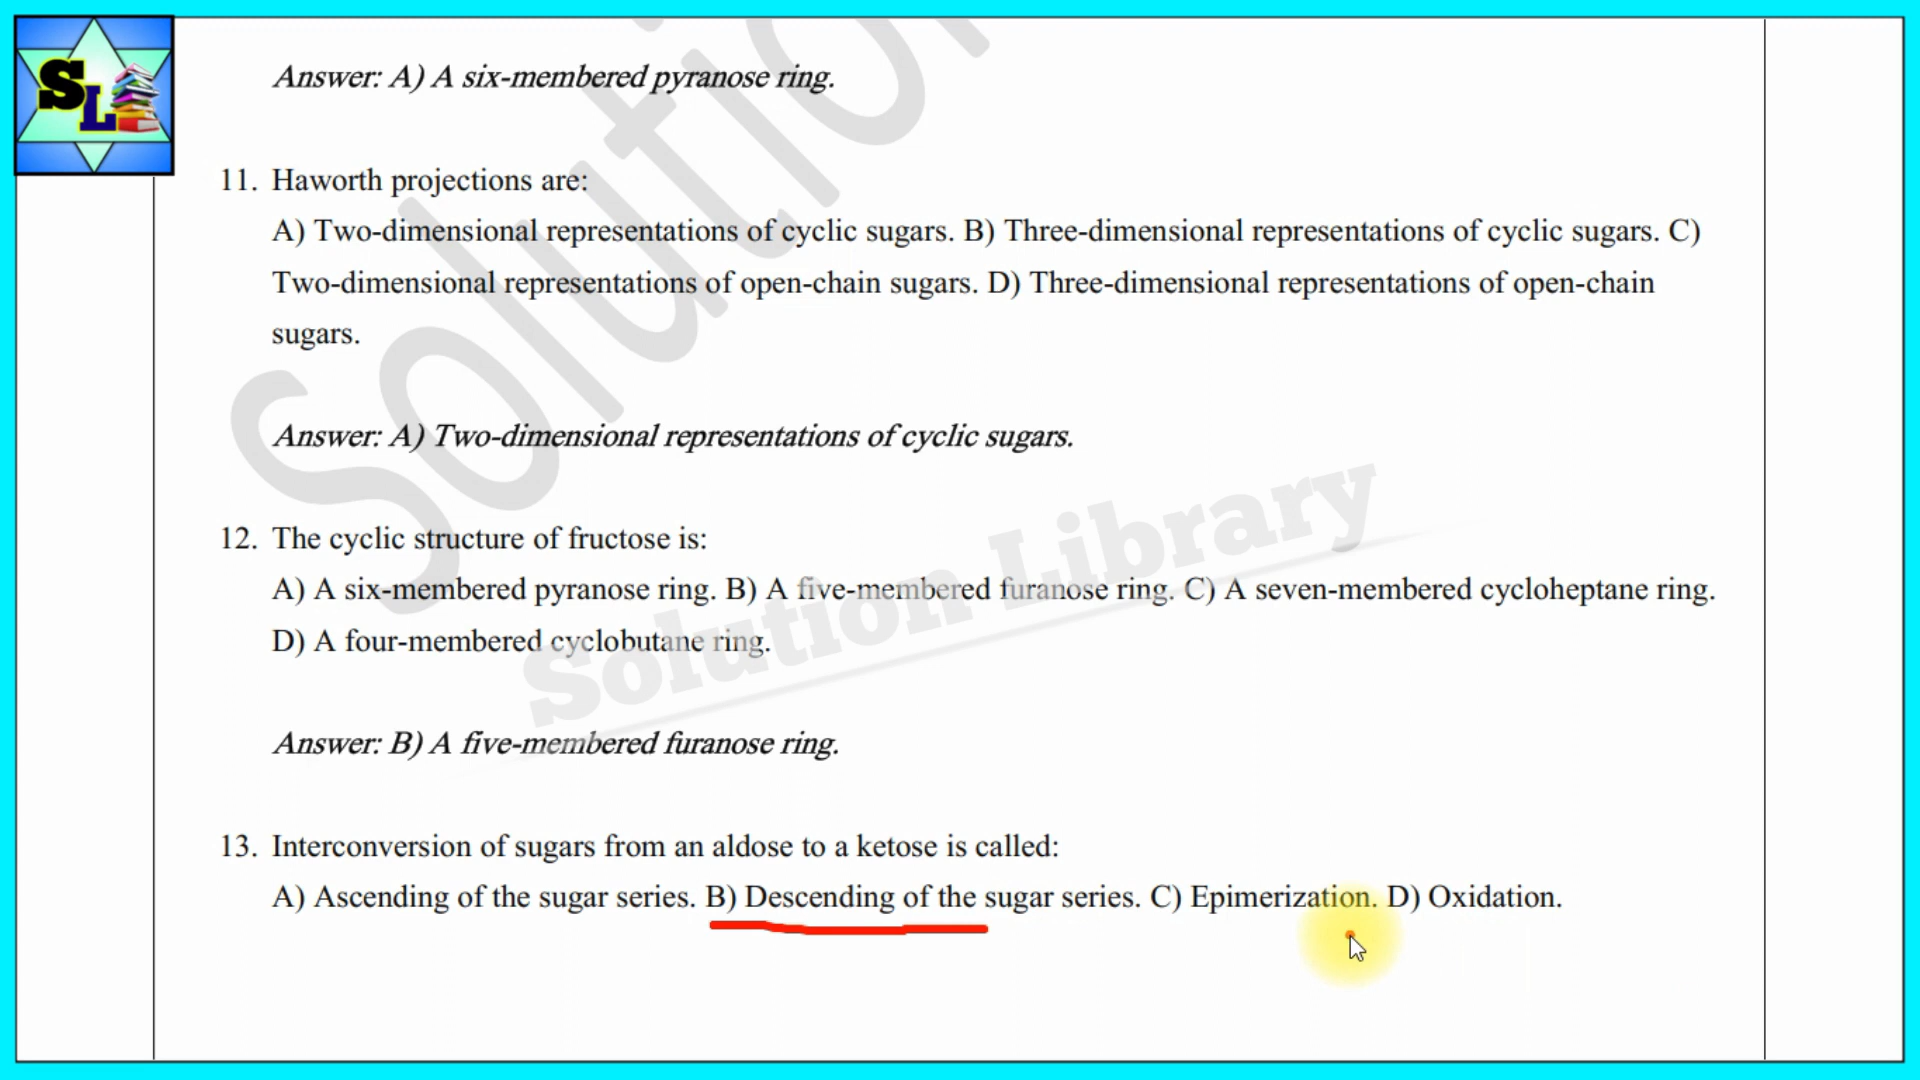 SL
Answer: A) A six-membered pyranose ring.
11. Haworth projections are:
A) Two-dimensional representations of cyclic sugars. B) Three-dimensional representations of cyclic sugars. C)
Two-dimensional representations of open-chain sugars. D) Three-dimensional representations of open-chain
sugars.
Answer: A) Two-dimensional representations of cyclic sugars.
12. The cyclic structure of fructose is:
A) A six-membered pyranose ring. B) A five-membered furanose ring. C) A seven-membered cycloheptane ring.
D) A four-membered cyclobutane ring.
Answer: B) A five-membered furanose ring.
13. Interconversion of sugars from an aldose to a ketose is called:
A) Ascending of the sugar series. B) Descending of the sugar series. C) Epimerization. D) Oxidation.
Solution
Solution Library